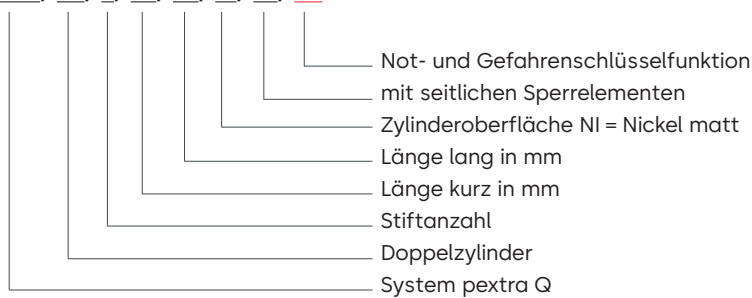 Not- und Gefahrenschlüsselfunktion
mit seitlichen Sperrelementen
Zylinderoberfläche NI = Nickel matt
Länge lang in mm
Länge kurz in mm
Stiftanzahl
Doppelzylinder
System pextra Q